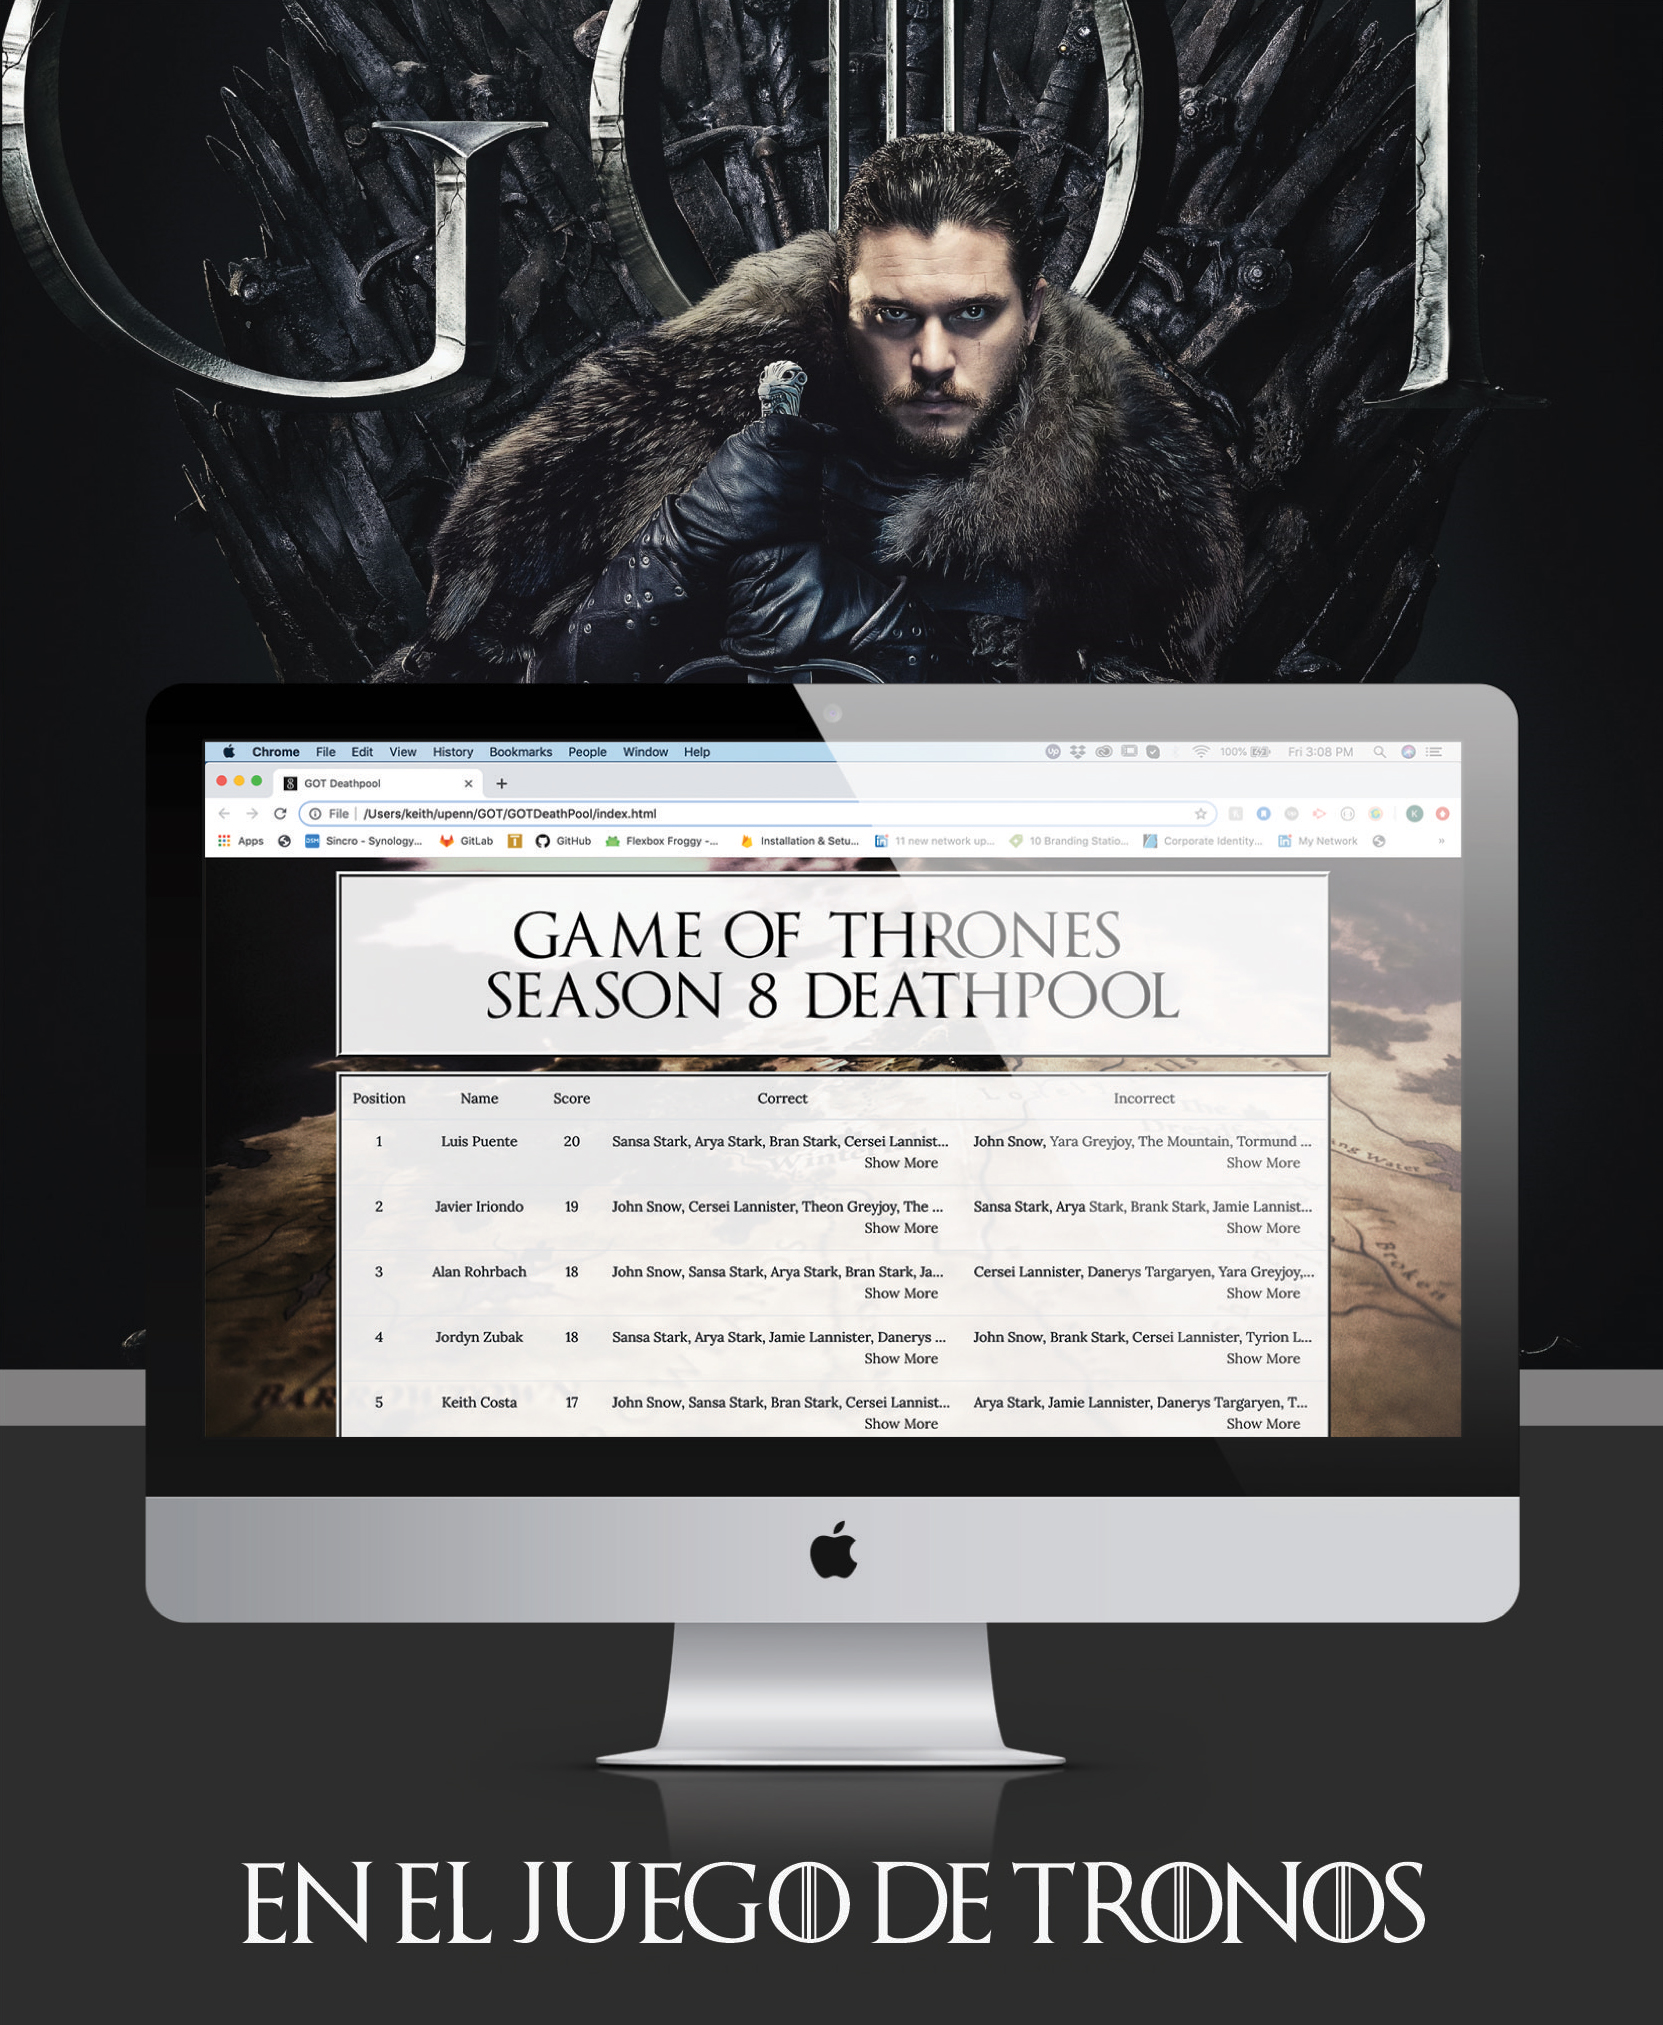 GOT
Chrome File Edit View History Bookmarks People Window Help 100% Fri 3:08 PM
GOT Deathpool
File | /Users/keith/upenn/GOT/GOTDeathPool/index.html
Apps Sincro - Synology... GitLab GitHub Flexbox Froggy -... Installation & Setu... 11 new network up... 10 Branding Statio... Corporate Identity... My Network »
GAME OF THRONES
SEASON 8 DEATHPOOL
Position Name Score Correct Incorrect
1 Luis Puente 20 Sansa Stark, Arya Stark, Bran Stark, Cersei Lannist... John Snow, Yara Greyjoy, The Mountain, Tormund ...
Show More Show More
2 Javier Iriondo 19 John Snow, Cersei Lannister, Theon Greyjoy, The ... Sansa Stark, Arya Stark, Brank Stark, Jamie Lannist...
Show More Show More
3 Alan Rohrbach 18 John Snow, Sansa Stark, Arya Stark, Bran Stark, Ja... Cersei Lannister, Danerys Targaryen, Yara Greyjoy,...
Show More Show More
4 Jordyn Zubak 18 Sansa Stark, Arya Stark, Jamie Lannister, Danerys ... John Snow, Brank Stark, Cersei Lannister, Tyrion L...
Show More Show More
5 Keith Costa 17 John Snow, Sansa Stark, Bran Stark, Cersei Lannist... Arya Stark, Jamie Lannister, Danerys Targaryen, T...
Show More Show More
EN EL JUEGO DE TRONOS